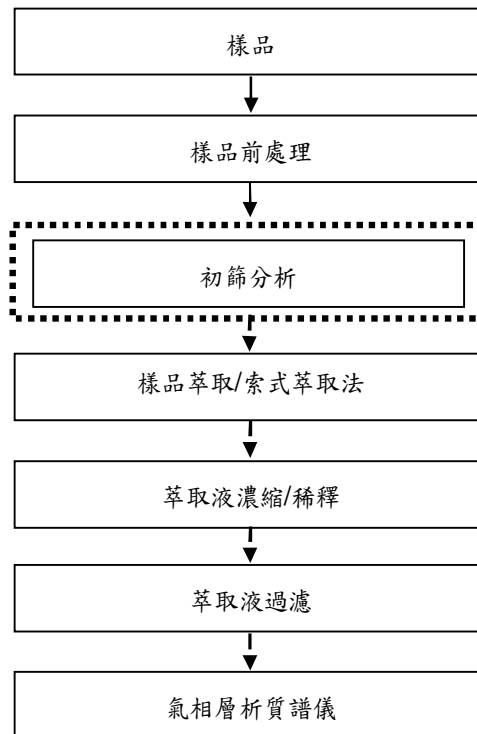 樣品
樣品前處理
初篩分析
樣品萃取/索式萃取法
萃取液濃縮/稀釋
萃取液過濾
氣相層析質譜儀